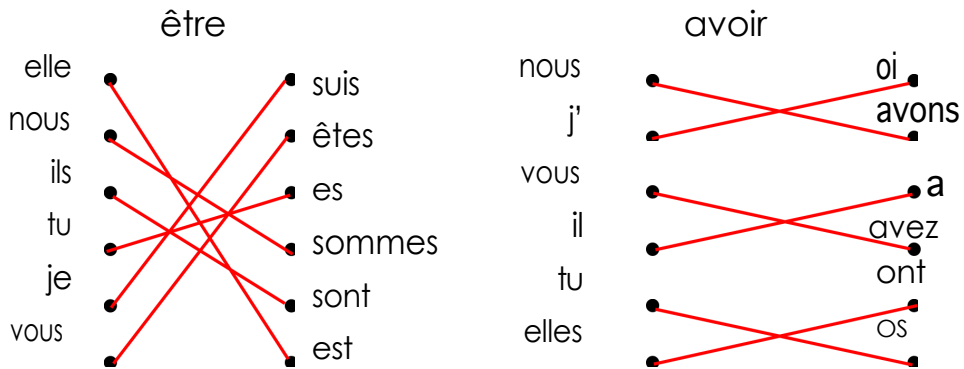 être
elle
nous
ils
tu
je
vous
suis
êtes
es
sommes
sont
est
avoir
nous
j'
vous
il
tu
elles
oi
avons
a
avez
ont
os